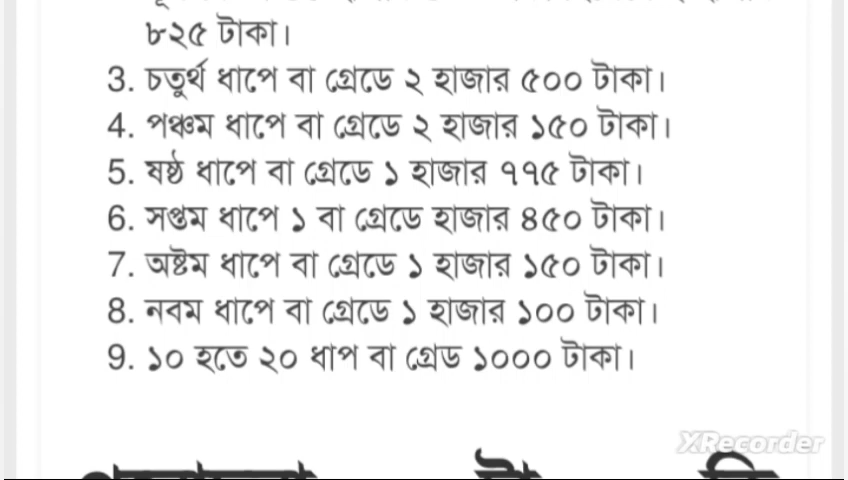 ৮২৫ টাকা।
3. চতুর্থ ধাপে বা গ্রেডে ২ হাজার ৫০০ টাকা।
4. পঞ্চম ধাপে বা গ্রেডে ২ হাজার ১৫০ টাকা।
5. ষষ্ঠ ধাপে বা গ্রেডে ১ হাজার ৭৭৫ টাকা।
6. সপ্তম ধাপে ১ বা গ্রেডে হাজার ৪৫০ টাকা।
7. অষ্টম ধাপে বা গ্রেডে ১ হাজার ১৫০ টাকা।
8. নবম ধাপে বা গ্রেডে ১ হাজার ১০০ টাকা।
9. ১০ হতে ২০ ধাপ বা গ্রেড ১০০০ টাকা।
XRecorder